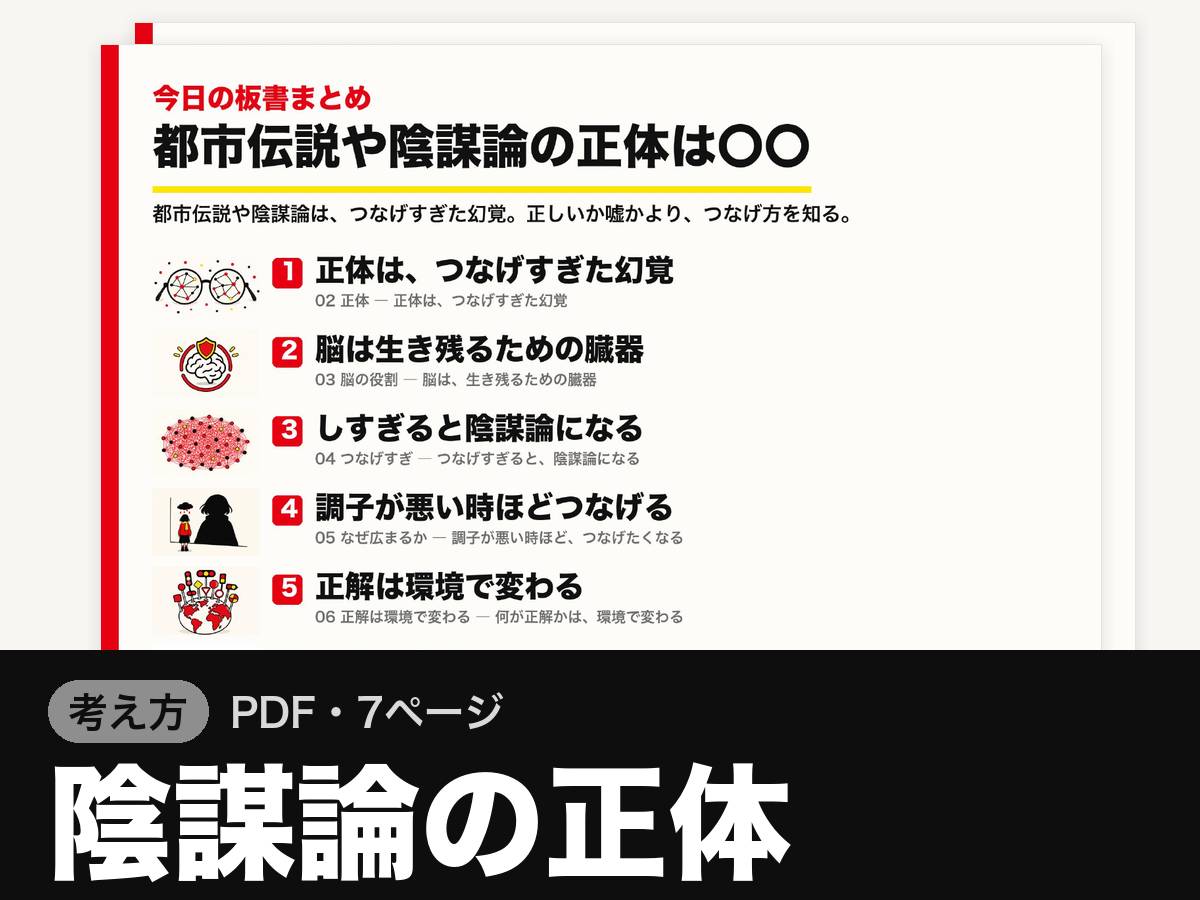 今日の板書まとめ
都市伝説や陰謀論の正体は〇〇
都市伝説や陰謀論は、つなげすぎた幻覚。正しいか嘘かより、つなげ方を知る。
1 正体は、つなげすぎた幻覚
02 正体 — 正体は、つなげすぎた幻覚
2 脳は生き残るための臓器
03 脳の役割 — 脳は、生き残るための臓器
3 しすぎると陰謀論になる
04 つなげすぎ — つなげすぎると、陰謀論になる
4 調子が悪い時ほどつなげる
05 なぜ広まるか — 調子が悪い時ほど、つなげたくなる
5 正解は環境で変わる
06 正解は環境で変わる — 何が正解かは、環境で変わる
考え方 PDF・7ページ
陰謀論の正体